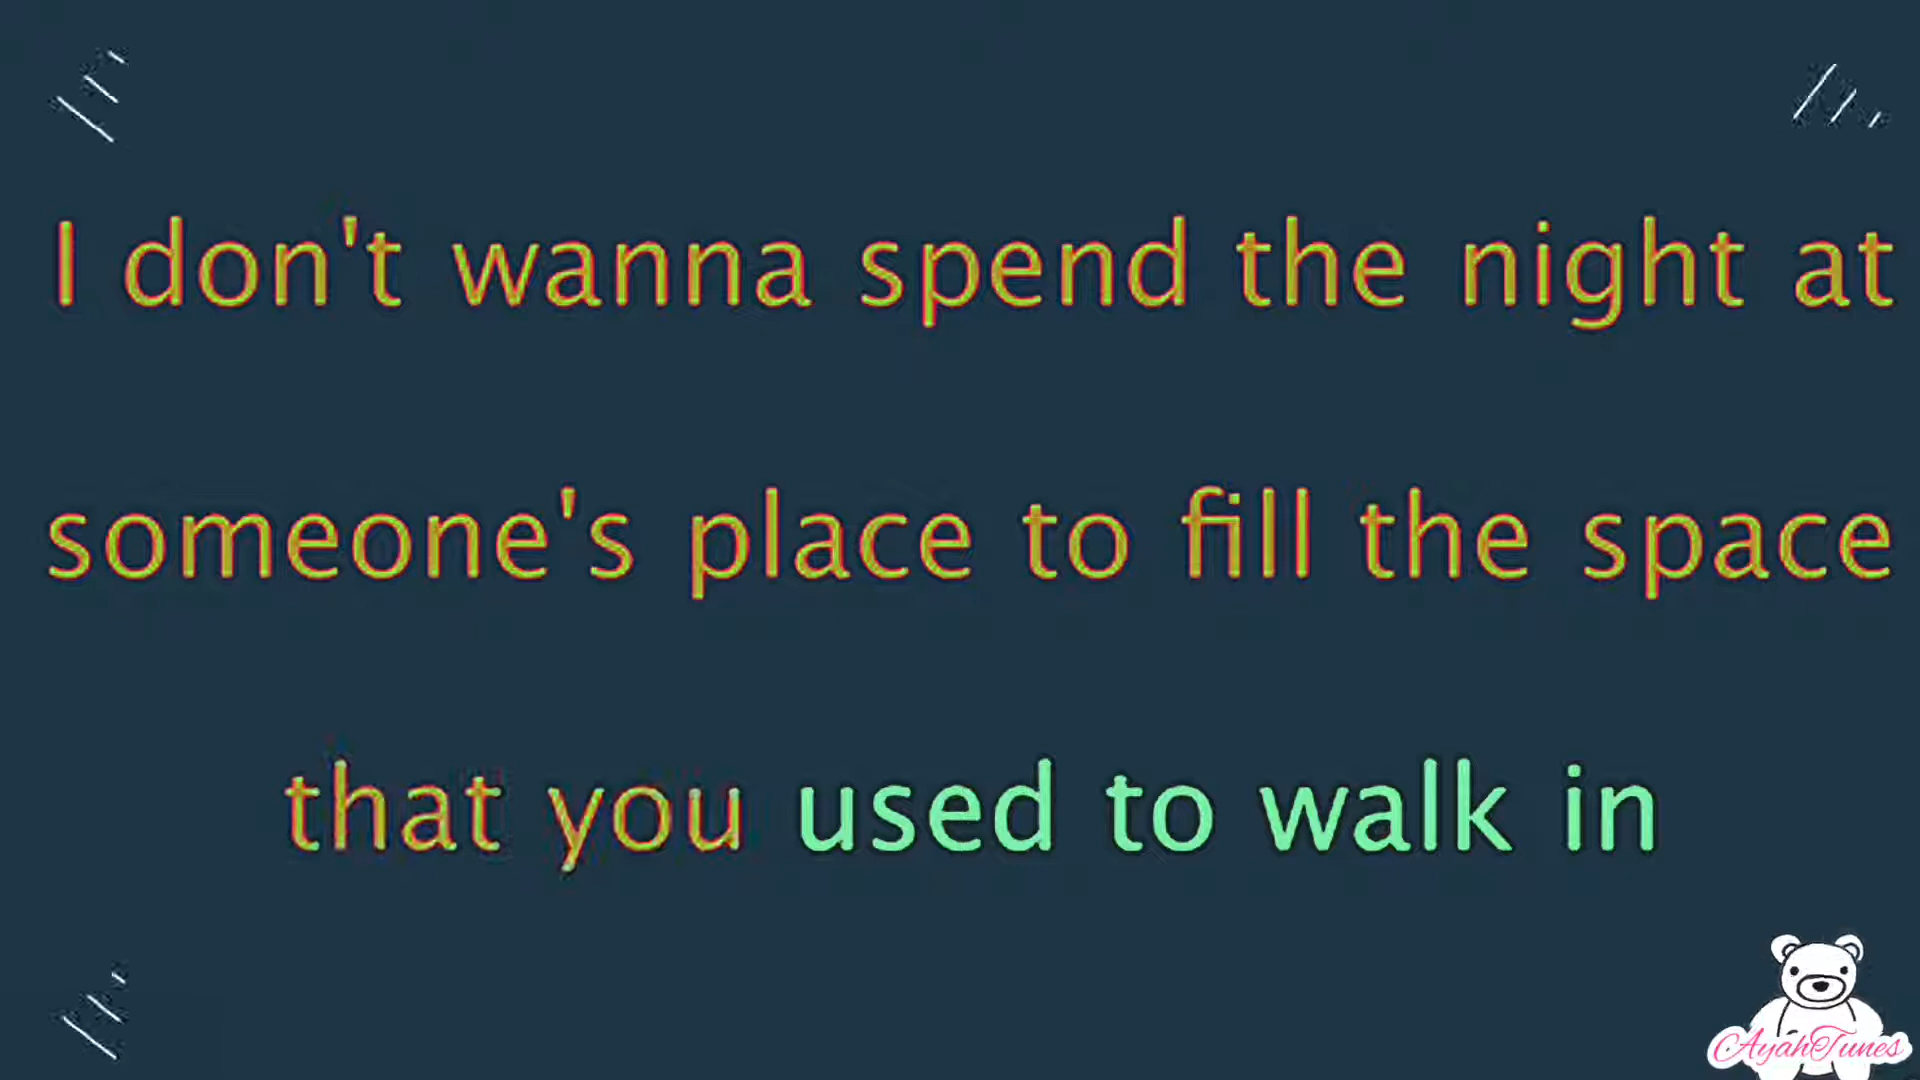 I don't wanna spend the night at
someone's place to fill the space
that you used to walk in
AyahTunes